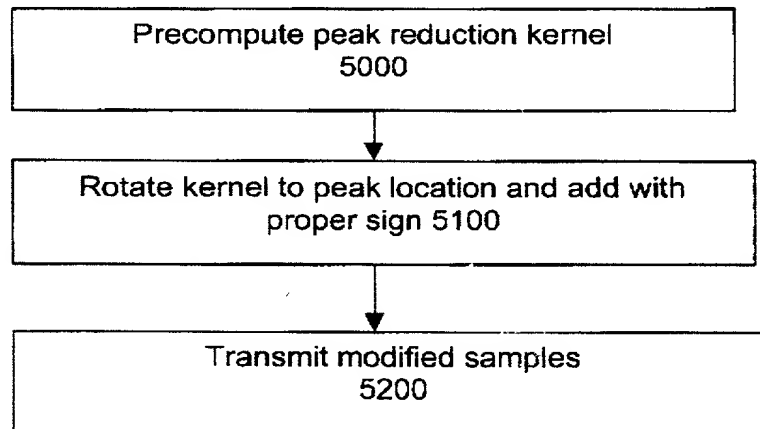 Precompute peak reduction kernel
5000
Rotate kernel to peak location and add with
proper sign 5100
Transmit modified samples
5200